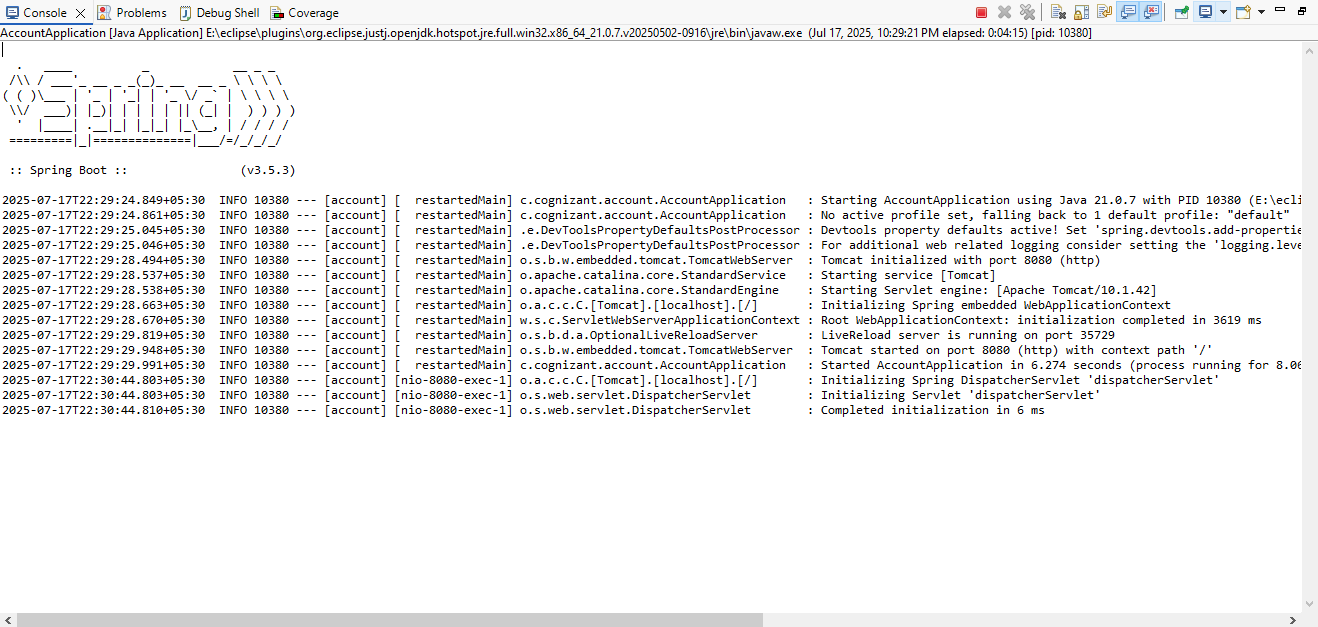 Console Problems Debug Shell Coverage
AccountApplication [Java Application] E:\eclipse\plugins\org.eclipse.justj.openjdk.hotspot.jre.full.win32.x86_64_21.0.7.v20250502-0916\jre\bin\javaw.exe (Jul 17, 2025, 10:29:21 PM elapsed: 0:04:15) [pid: 10380]
  .   ____          _            __ _ _
 /\\ / ___'_ __ _ _(_)_ __  __ _ \ \ \ \
( ( )\___ | '_ | '_| | '_ \/ _` | \ \ \ \
 \\/  ___)| |_)| | | | | || (_| |  ) ) ) )
  '  |____| .__|_| |_|_| |_\__, | / / / /
 =========|_|==============|___/=/_/_/_/
 :: Spring Boot ::                (v3.5.3)
2025-07-17T22:29:24.849+05:30  INFO 10380 --- [account] [  restartedMain] c.cognizant.account.AccountApplication   : Starting AccountApplication using Java 21.0.7 with PID 10380 (E:\ecli
2025-07-17T22:29:24.861+05:30  INFO 10380 --- [account] [  restartedMain] c.cognizant.account.AccountApplication   : No active profile set, falling back to 1 default profile: "default"
2025-07-17T22:29:25.045+05:30  INFO 10380 --- [account] [  restartedMain] .e.DevToolsPropertyDefaultsPostProcessor : Devtools property defaults active! Set 'spring.devtools.add-propertie
2025-07-17T22:29:25.046+05:30  INFO 10380 --- [account] [  restartedMain] .e.DevToolsPropertyDefaultsPostProcessor : For additional web related logging consider setting the 'logging.leve
2025-07-17T22:29:28.494+05:30  INFO 10380 --- [account] [  restartedMain] o.s.b.w.embedded.tomcat.TomcatWebServer  : Tomcat initialized with port 8080 (http)
2025-07-17T22:29:28.537+05:30  INFO 10380 --- [account] [  restartedMain] o.apache.catalina.core.StandardService   : Starting service [Tomcat]
2025-07-17T22:29:28.538+05:30  INFO 10380 --- [account] [  restartedMain] o.apache.catalina.core.StandardEngine    : Starting Servlet engine: [Apache Tomcat/10.1.42]
2025-07-17T22:29:28.663+05:30  INFO 10380 --- [account] [  restartedMain] o.a.c.c.C.[Tomcat].[localhost].[/]       : Initializing Spring embedded WebApplicationContext
2025-07-17T22:29:28.670+05:30  INFO 10380 --- [account] [  restartedMain] w.s.c.ServletWebServerApplicationContext : Root WebApplicationContext: initialization completed in 3619 ms
2025-07-17T22:29:29.819+05:30  INFO 10380 --- [account] [  restartedMain] o.s.b.d.a.OptionalLiveReloadServer       : LiveReload server is running on port 35729
2025-07-17T22:29:29.948+05:30  INFO 10380 --- [account] [  restartedMain] o.s.b.w.embedded.tomcat.TomcatWebServer  : Tomcat started on port 8080 (http) with context path '/'
2025-07-17T22:29:29.991+05:30  INFO 10380 --- [account] [  restartedMain] c.cognizant.account.AccountApplication   : Started AccountApplication in 6.274 seconds (process running for 8.06
2025-07-17T22:30:44.803+05:30  INFO 10380 --- [account] [nio-8080-exec-1] o.a.c.c.C.[Tomcat].[localhost].[/]       : Initializing Spring DispatcherServlet 'dispatcherServlet'
2025-07-17T22:30:44.803+05:30  INFO 10380 --- [account] [nio-8080-exec-1] o.s.web.servlet.DispatcherServlet        : Initializing Servlet 'dispatcherServlet'
2025-07-17T22:30:44.810+05:30  INFO 10380 --- [account] [nio-8080-exec-1] o.s.web.servlet.DispatcherServlet        : Completed initialization in 6 ms